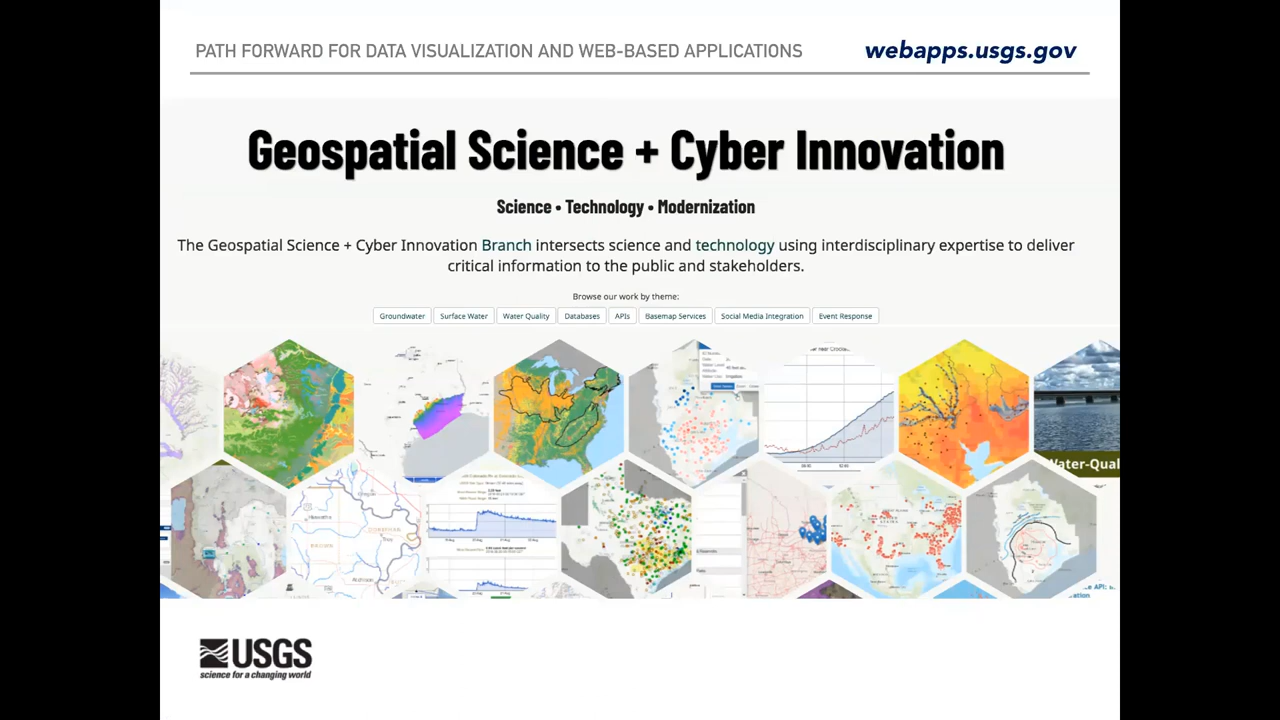 PATH FORWARD FOR DATA VISUALIZATION AND WEB-BASED APPLICATIONS
webapps.usgs.gov
Geospatial Science + Cyber Innovation
Science • Technology • Modernization
The Geospatial Science + Cyber Innovation Branch intersects science and technology using interdisciplinary expertise to deliver
critical information to the public and stakeholders.
Browse our work by theme:
Groundwater
Surface Water
Water Quality
Databases
APIs
Basemap Services
Social Media Integration
Event Response
USGS
science for a changing world